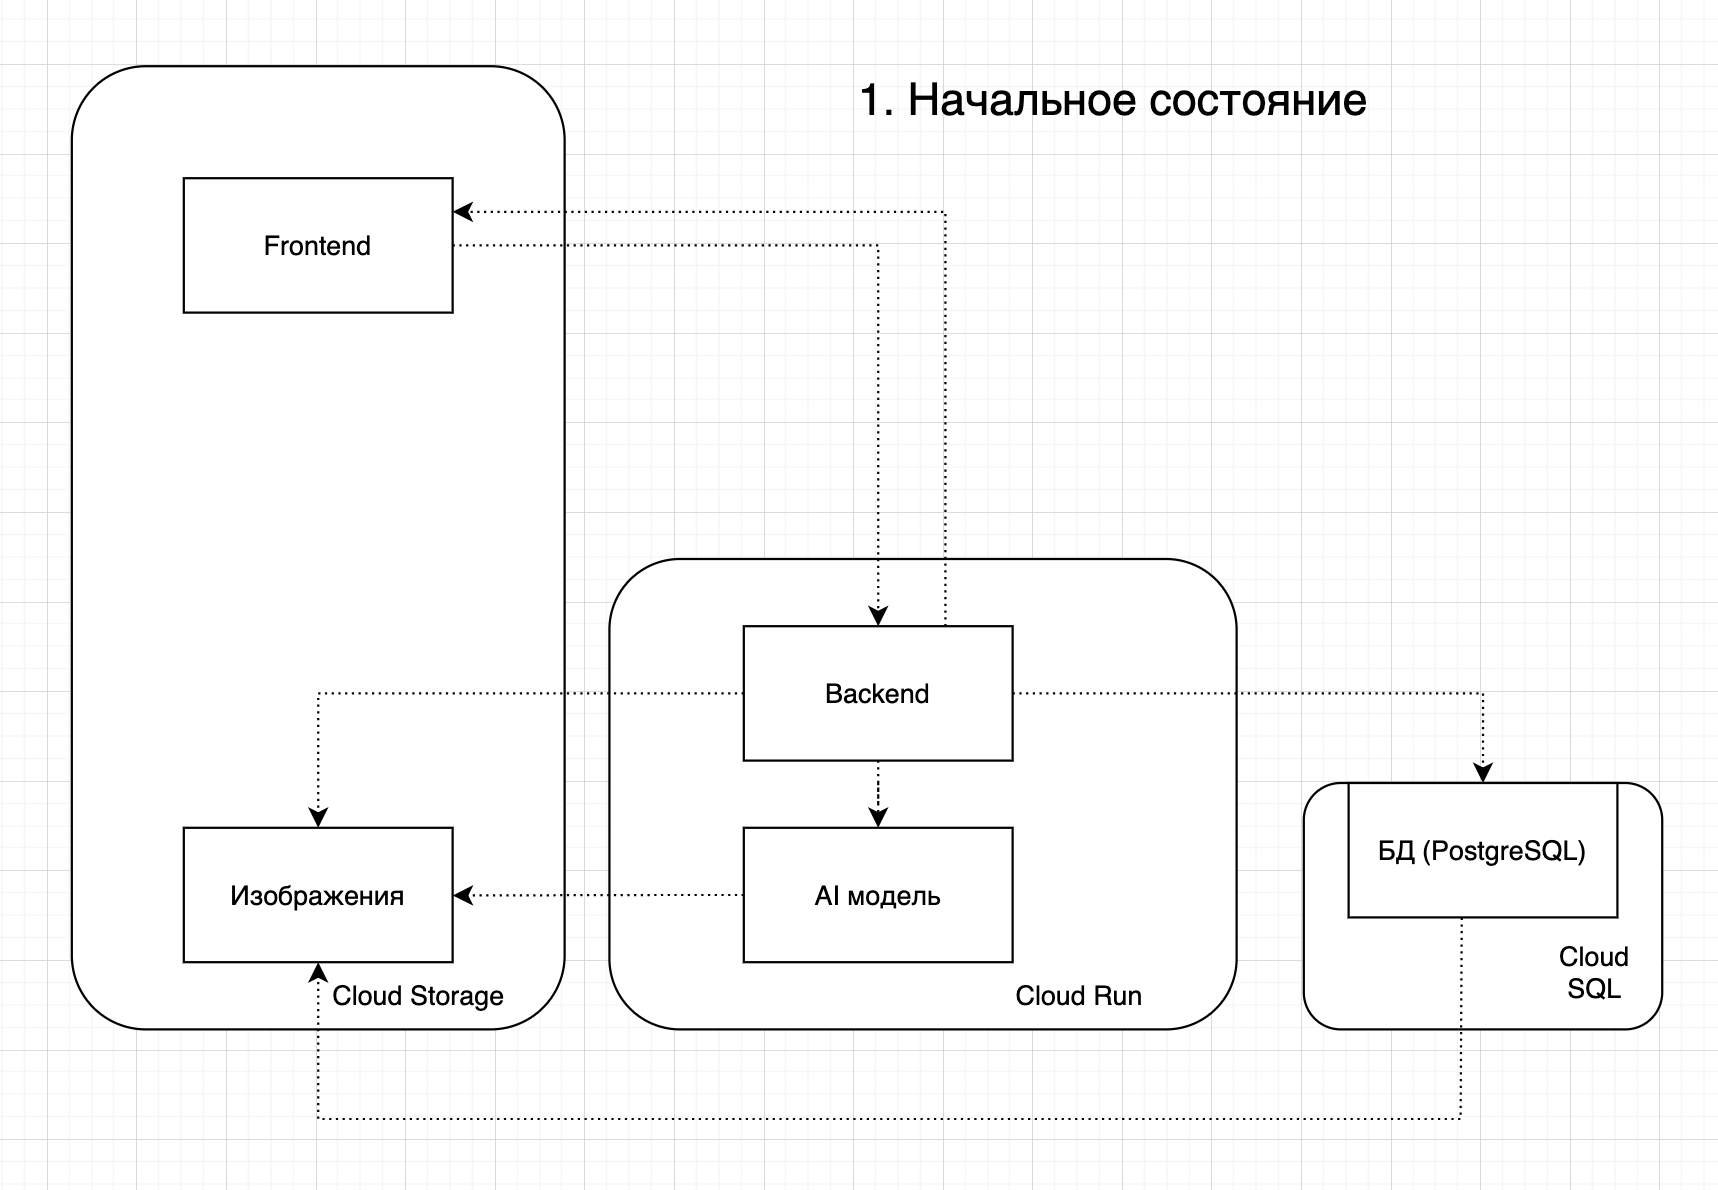 1. Начальное состояние
Frontend
Backend
БД (PostgreSQL)
Изображения
AI модель
Cloud
SQL
Cloud Storage
Cloud Run